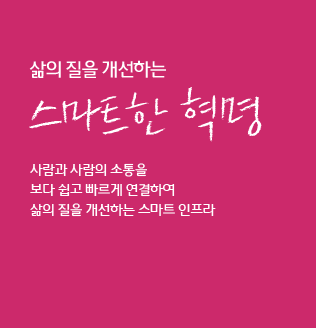 삶의 질을 개선하는
스마트한 혁명
사람과 사람의 소통을
보다 쉽고 빠르게 연결하여
삶의 질을 개선하는 스마트 인프라